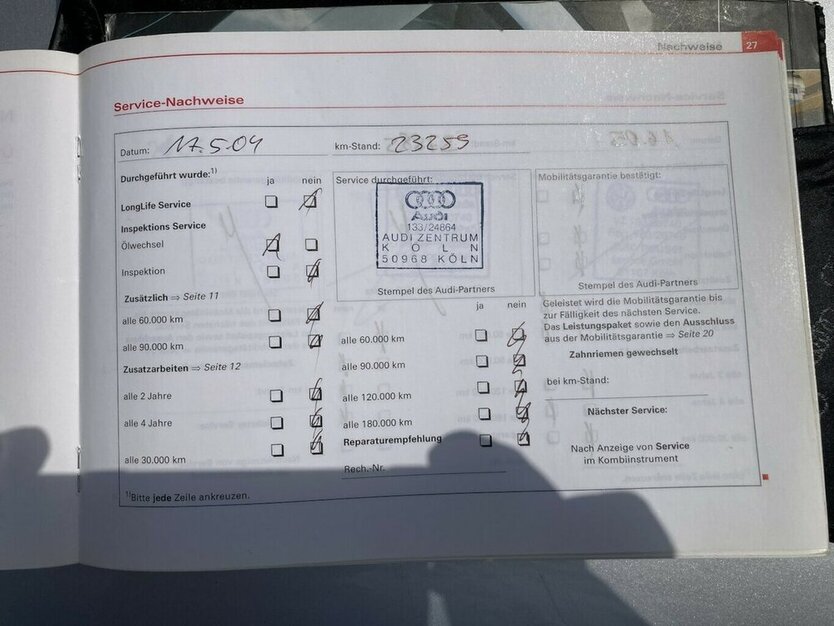 Nachweise 27
Service-Nachweise
Datum: 17.5.04 km-Stand: 23259
Durchgeführt wurde:1)
ja nein
LongLife Service
Inspektions Service
Ölwechsel
Inspektion
Zusätzlich ⇒ Seite 11
alle 60.000 km
alle 90.000 km
Zusatzarbeiten ⇒ Seite 12
alle 2 Jahre
alle 4 Jahre
alle 30.000 km
1)Bitte jede Zeile ankreuzen.
Service durchgeführt:
Audi
133/24864
AUDI ZENTRUM
KÖLN
50968 KÖLN
Stempel des Audi-Partners
ja nein
alle 60.000 km
alle 90.000 km
alle 120.000 km
alle 180.000 km
Reparaturempfehlung
Rech.-Nr.
Mobilitätsgarantie bestätigt:
Stempel des Audi-Partners
Geleistet wird die Mobilitätsgarantie bis
zur Fälligkeit des nächsten Service.
Das Leistungspaket sowie den Ausschluss
aus der Mobilitätsgarantie ⇒ Seite 20
Zahnriemen gewechselt
bei km-Stand:
Nächster Service:
Nach Anzeige von Service
im Kombiinstrument